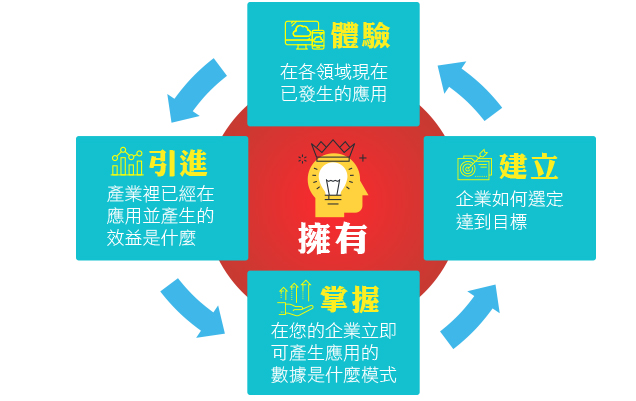 體驗
在各領域現在
已發生的應用
引進
產業裡已經在
應用並產生的
效益是什麼
擁有
建立
企業如何選定
達到目標
掌握
在您的企業立即
可產生應用的
數據是什麼模式